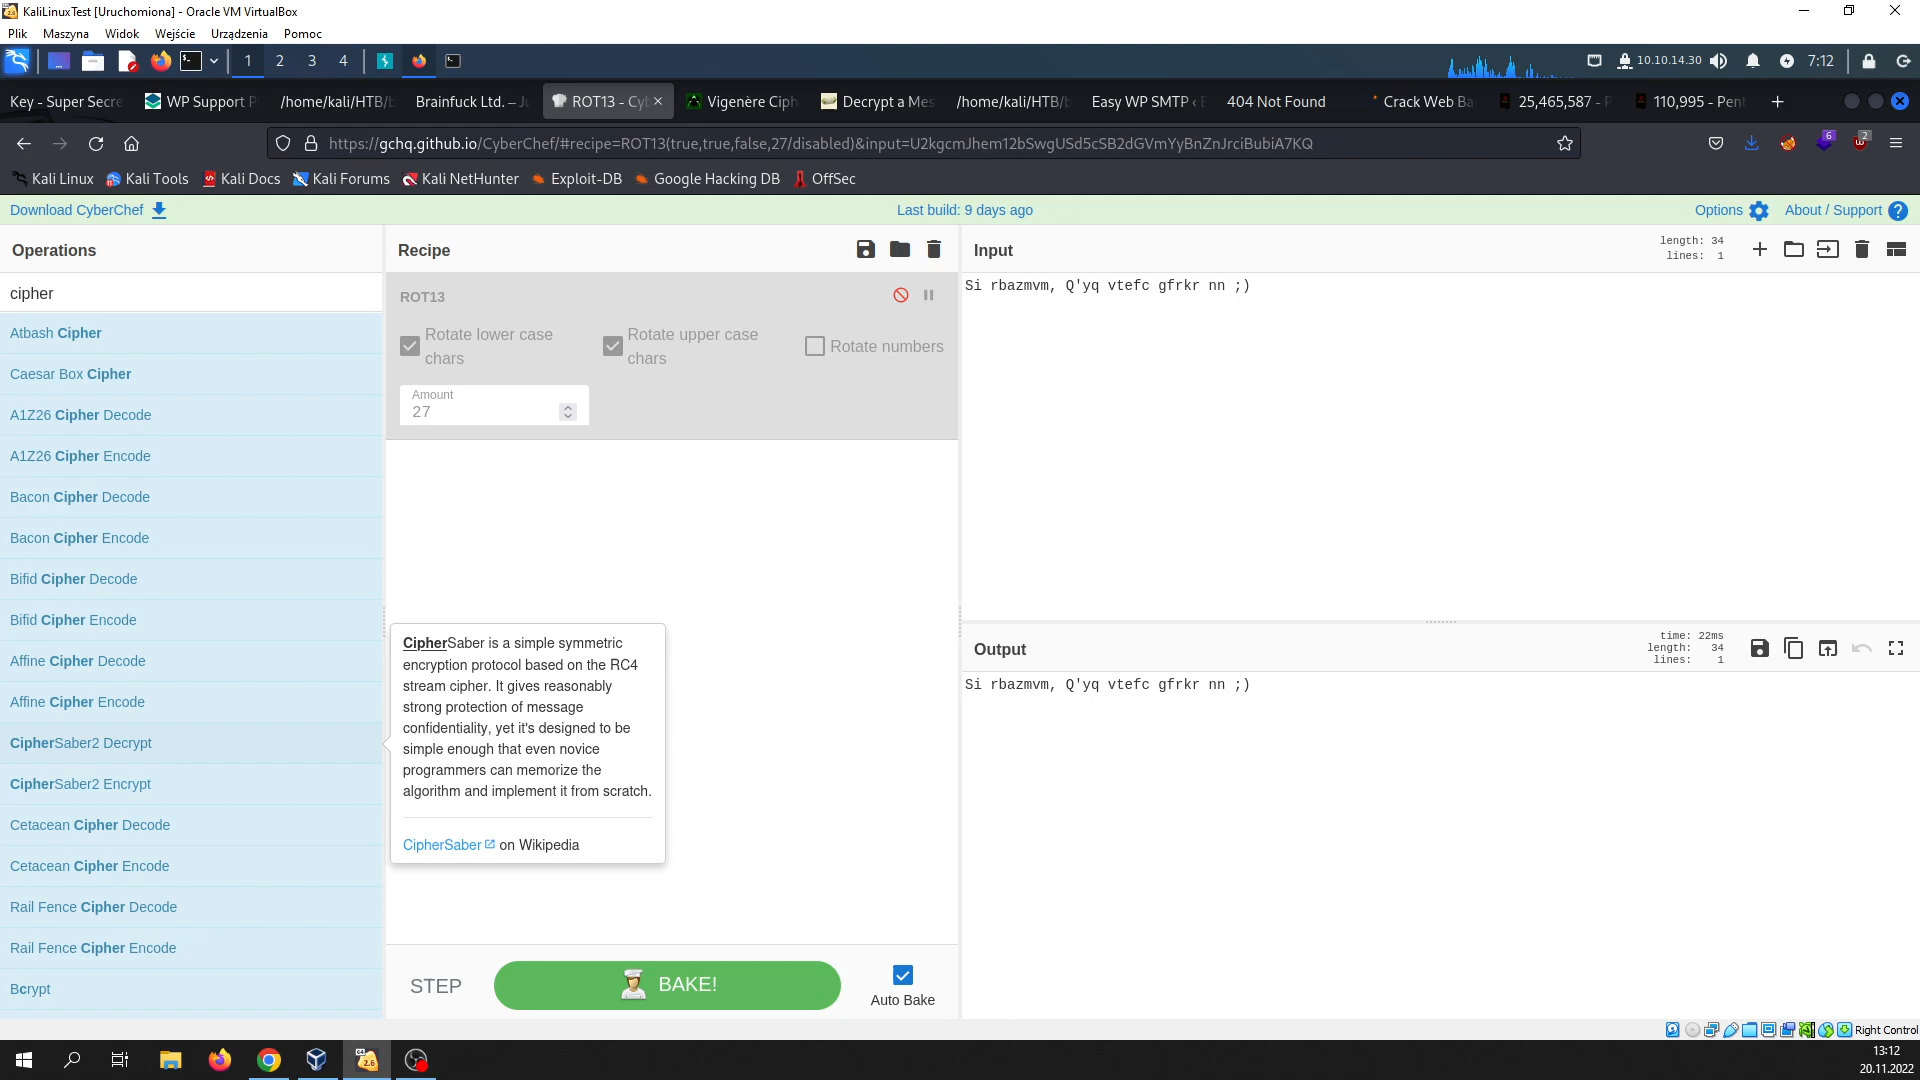 KaliLinuxTest [Uruchomiona] - Oracle VM VirtualBox
Plik Maszyna Widok Wejście Urządzenia Pomoc
1 2 3 4 10.10.14.30 7:12
Key - Super Secre WP Support P /home/kali/HTB/b Brainfuck Ltd. – Ju ROT13 - Cyb Vigenère Ciph Decrypt a Mes /home/kali/HTB/b Easy WP SMTP ‹ 404 Not Found Crack Web Ba 25,465,587 - P 110,995 - Pent
https://gchq.github.io/CyberChef/#recipe=ROT13(true,true,false,27/disabled)&input=U2kgcmJhem12bSwgUSd5cSB2dGVmYyBnZnJrciBubiA7KQ 6 2
Kali Linux Kali Tools Kali Docs Kali Forums Kali NetHunter Exploit-DB Google Hacking DB OffSec
Download CyberChef Last build: 9 days ago Options About / Support
Operations
cipher
Atbash Cipher
Caesar Box Cipher
A1Z26 Cipher Decode
A1Z26 Cipher Encode
Bacon Cipher Decode
Bacon Cipher Encode
Bifid Cipher Decode
Bifid Cipher Encode
Affine Cipher Decode
Affine Cipher Encode
CipherSaber2 Decrypt
CipherSaber2 Encrypt
Cetacean Cipher Decode
Cetacean Cipher Encode
Rail Fence Cipher Decode
Rail Fence Cipher Encode
Bcrypt
Recipe
ROT13
Rotate lower case chars
Rotate upper case chars
Rotate numbers
Amount
27
CipherSaber is a simple symmetric
encryption protocol based on the RC4
stream cipher. It gives reasonably
strong protection of message
confidentiality, yet it's designed to be
simple enough that even novice
programmers can memorize the
algorithm and implement it from scratch.
CipherSaber on Wikipedia
STEP BAKE! Auto Bake
Input
length: 34
lines: 1
Si rbazmvm, Q'yq vtefc gfrkr nn ;)
Output
time: 22ms
length: 34
lines: 1
Si rbazmvm, Q'yq vtefc gfrkr nn ;)
Right Control
64
2.6
13:12
20.11.2022